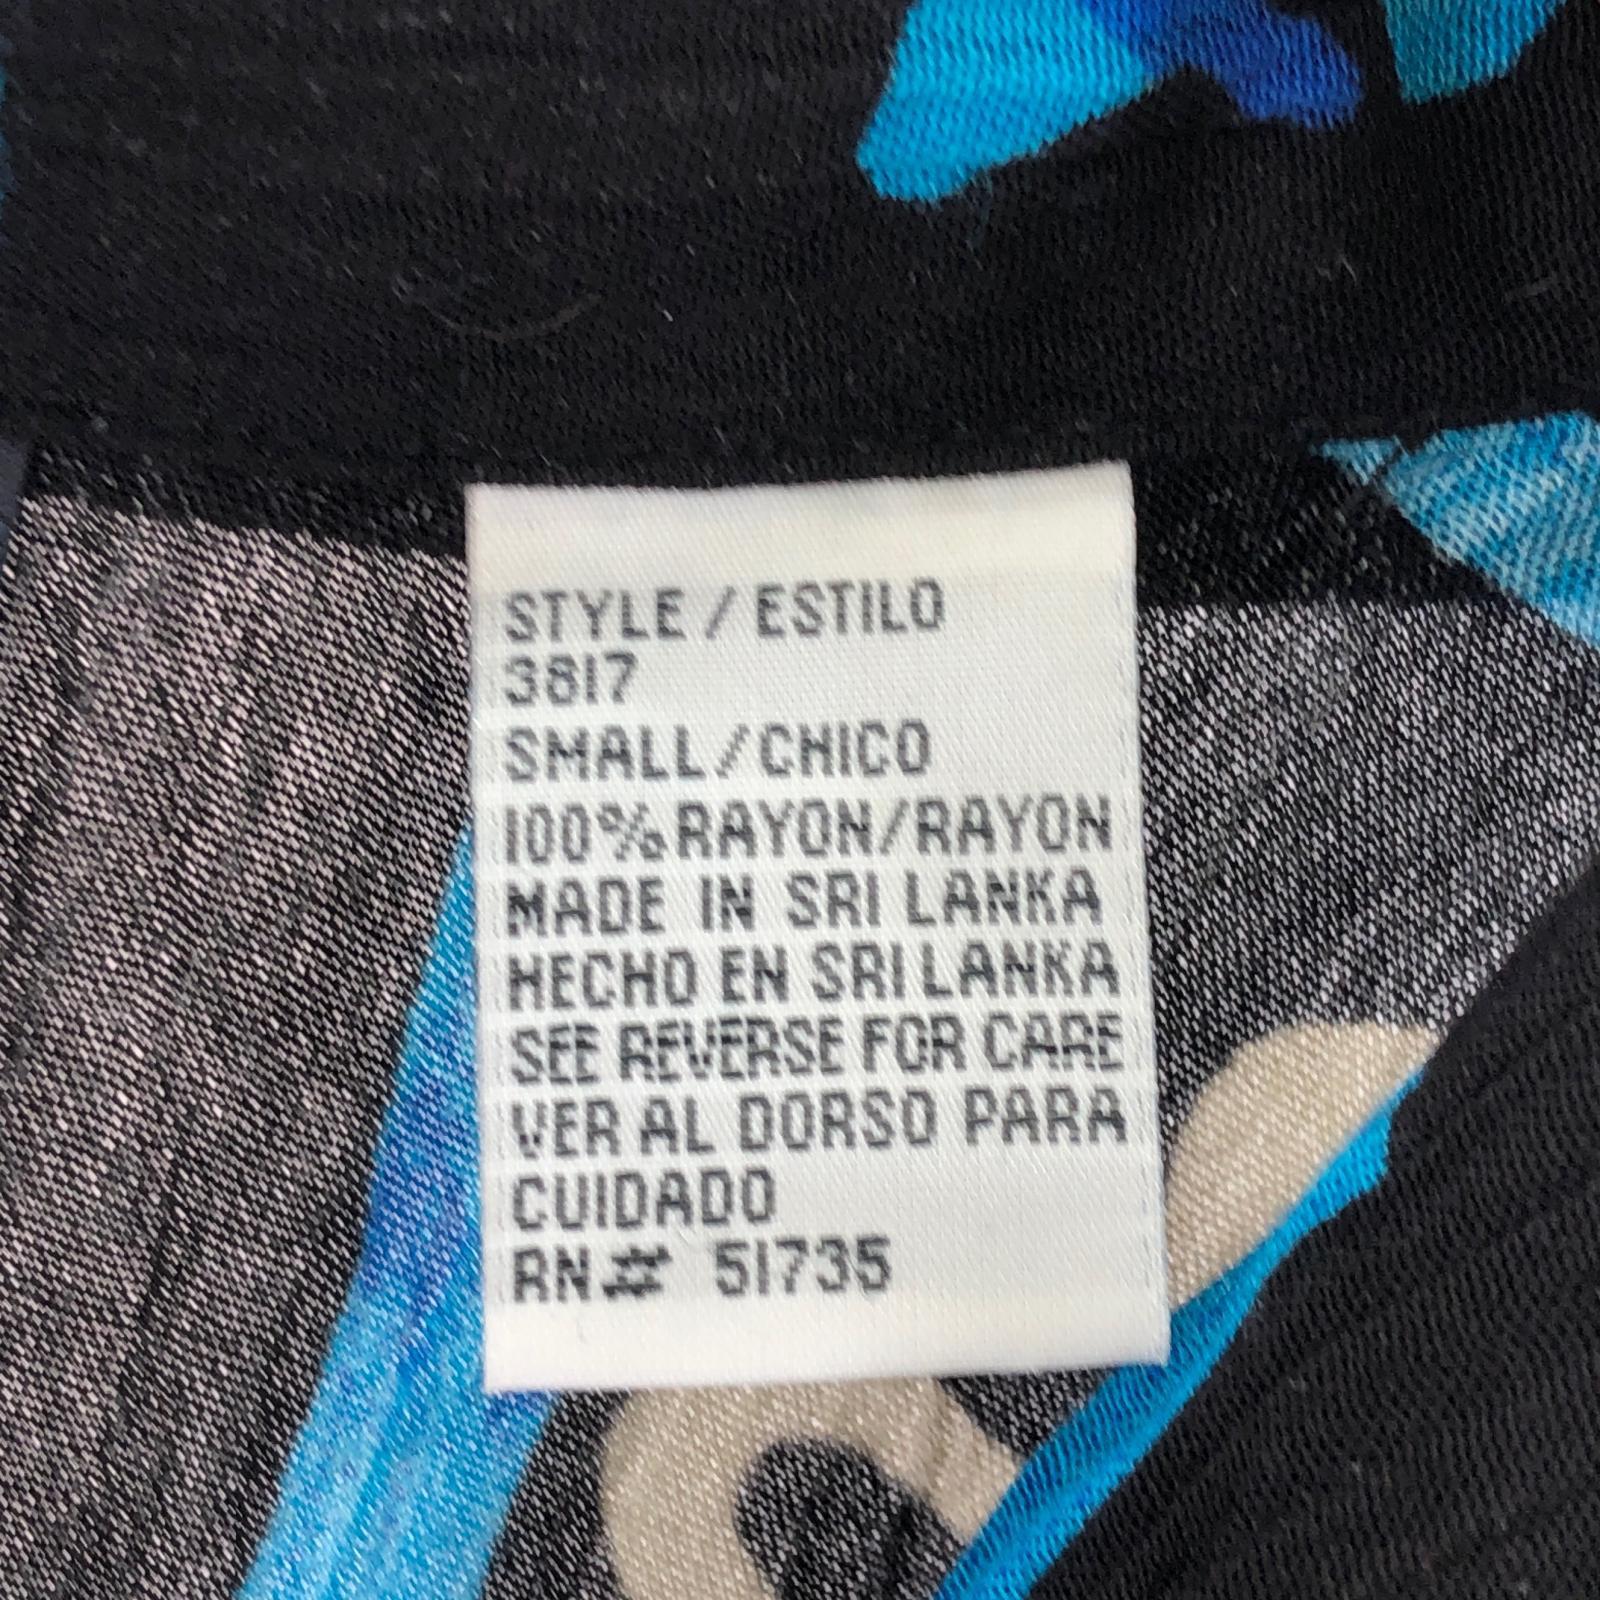 STYLE / ESTILO
3817
SMALL/CHICO
100% RAYON/RAYON
MADE IN SRI LANKA
HECHO EN SRI LANKA
SEE REVERSE FOR CARE
VER AL DORSO PARA
CUIDADO
RN# 51735